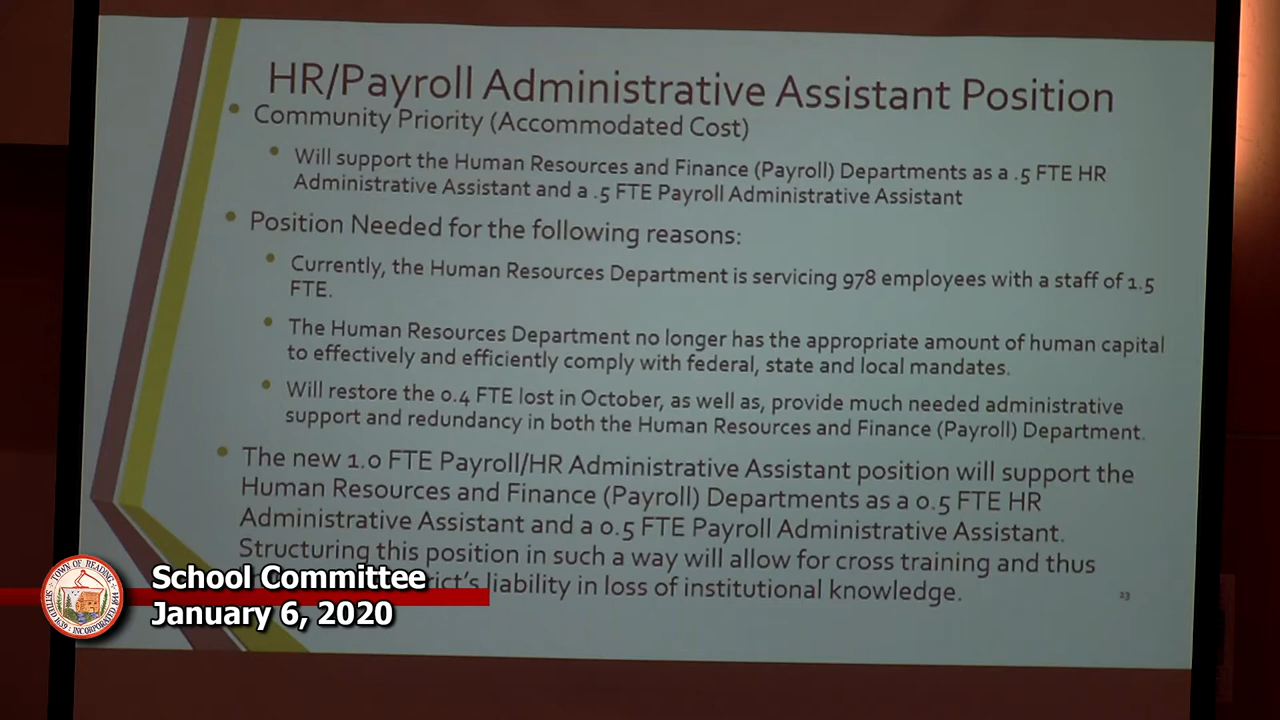 HR/Payroll Administrative Assistant Position
• Community Priority (Accommodated Cost)
• Will support the Human Resources and Finance (Payroll) Departments as a .5 FTE HR
Administrative Assistant and a .5 FTE Payroll Administrative Assistant
• Position Needed for the following reasons:
• Currently, the Human Resources Department is servicing 978 employees with a staff of 1.5
FTE.
• The Human Resources Department no longer has the appropriate amount of human capital
to effectively and efficiently comply with federal, state and local mandates.
• Will restore the 0.4 FTE lost in October, as well as, provide much needed administrative
support and redundancy in both the Human Resources and Finance (Payroll) Department.
• The new 1.0 FTE Payroll/HR Administrative Assistant position will support the
Human Resources and Finance (Payroll) Departments as a 0.5 FTE HR
Administrative Assistant and a 0.5 FTE Payroll Administrative Assistant.
Structuring this position in such a way will allow for cross training and thus
liability in loss of institutional knowledge.
School Committee
January 6, 2020
TOWN OF READING
SETTLED 1639 INCORPORATED 1644